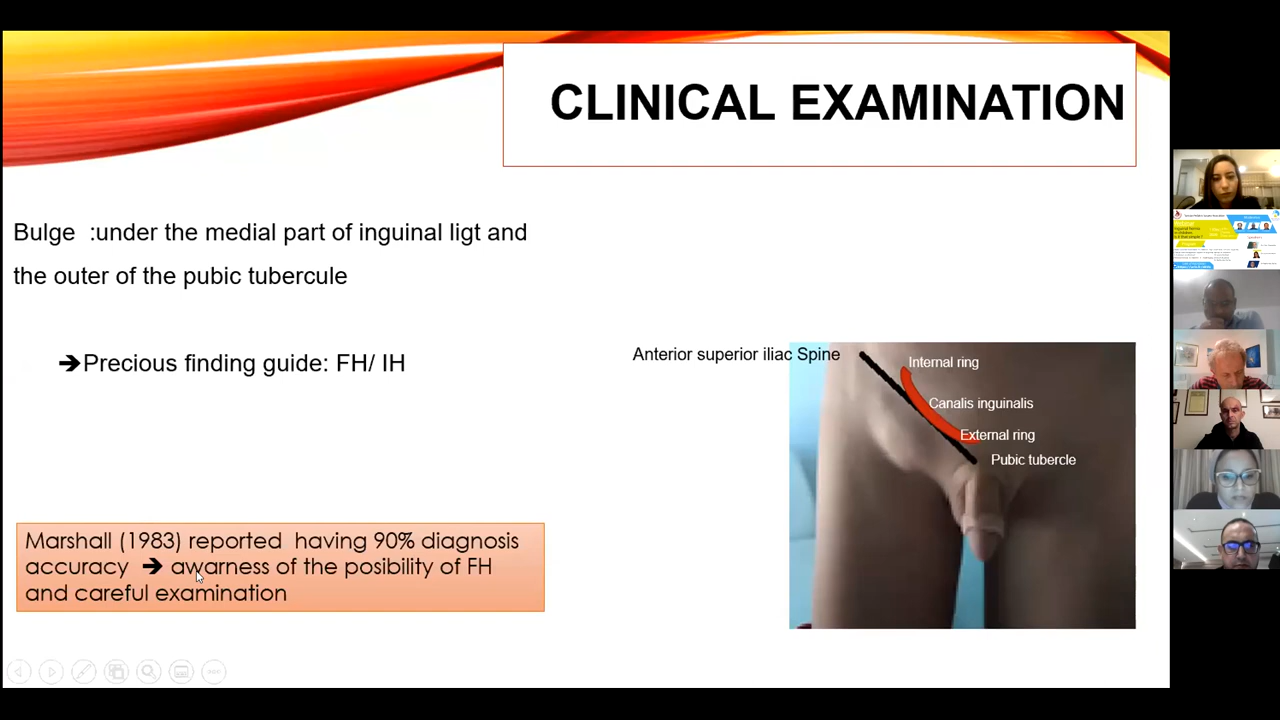 CLINICAL EXAMINATION
Bulge :under the medial part of inguinal ligt and
the outer of the pubic tubercule
➔Precious finding guide: FH/ IH
Anterior superior iliac Spine
Internal ring
Canalis inguinalis
External ring
Pubic tubercle
Marshall (1983) reported having 90% diagnosis
accuracy ➔ awarness of the posibility of FH
and careful examination